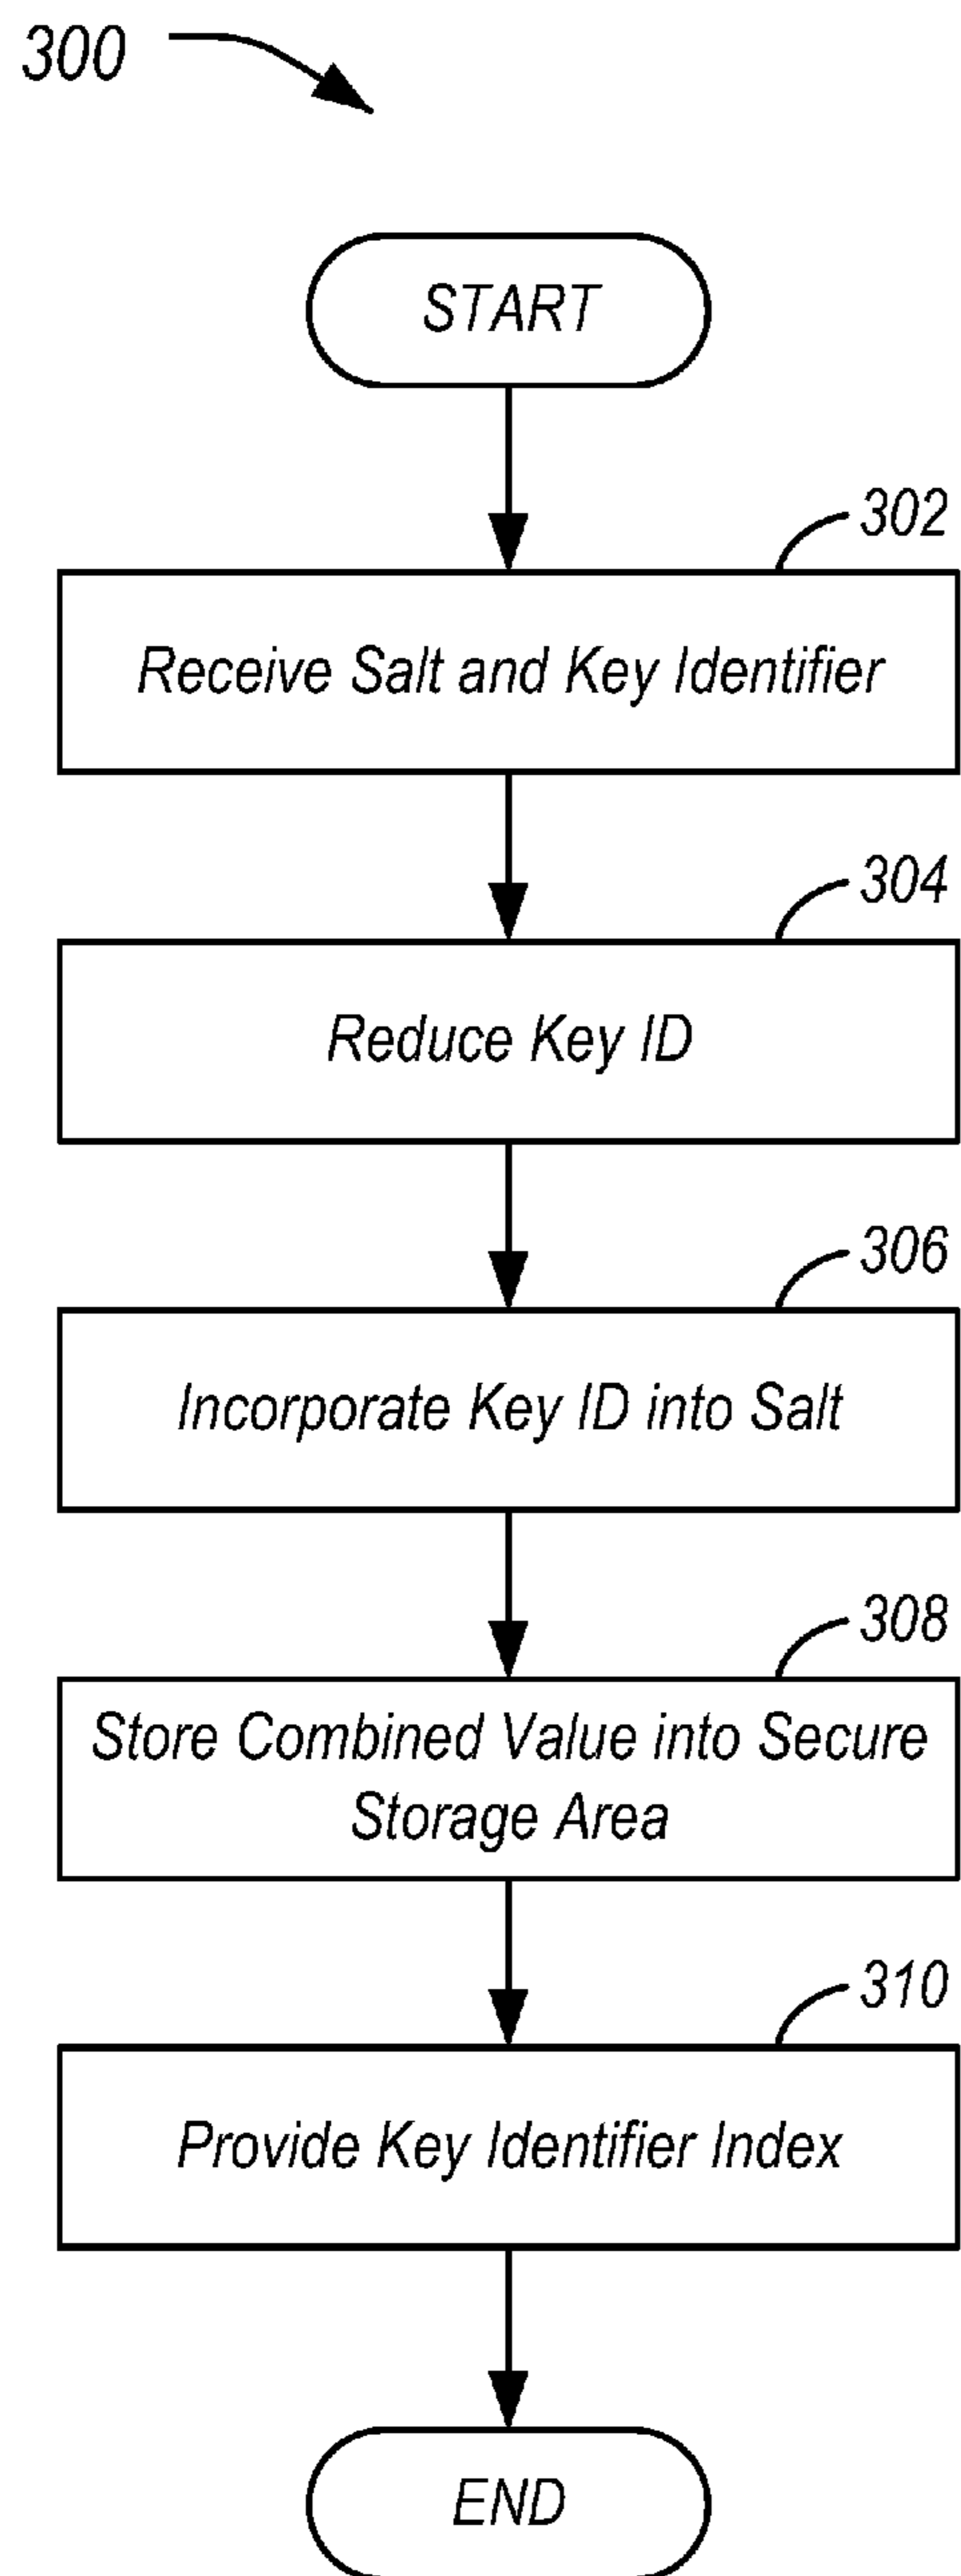 300
START
302
Receive Salt and Key Identifier
304
Reduce Key ID
306
Incorporate Key ID into Salt
308
Store Combined Value into Secure
Storage Area
310
Provide Key Identifier Index
END